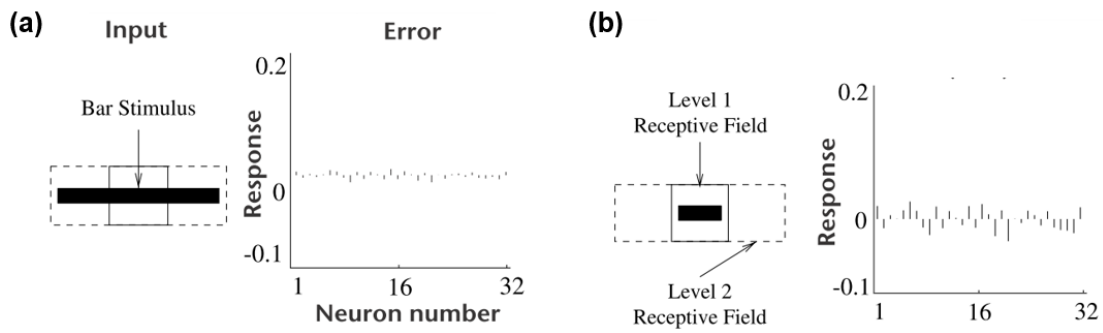 (a)
Input
Error
Bar Stimulus
Response
0.2
0
-0.1
1
16
32
Neuron number
(b)
Level 1
Receptive Field
Level 2
Receptive Field
Response
0.2
0
-0.1
1
16
32